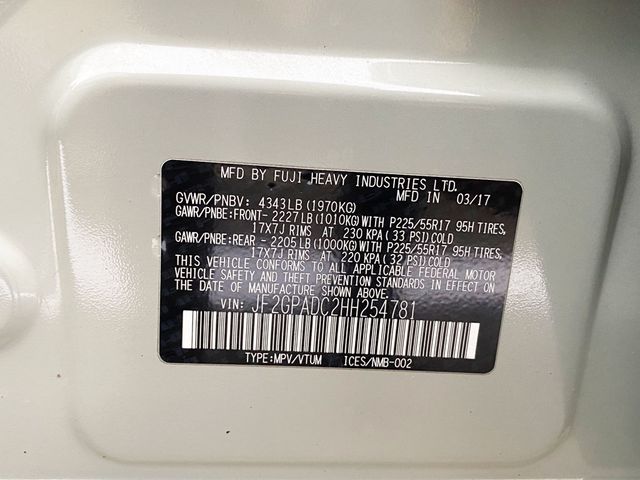 MFD BY FUJI HEAVY INDUSTRIES LTD.
MFD IN 03/17
GVWR/PNBV: 4343LB (1970KG)
GAWR/PNBE:FRONT- 2227LB(1010KG)WITH P225/55R17 95H TIRES,
17X7J RIMS AT 230 KPA(33 PSI)COLD
GAWR/PNBE:REAR - 2205LB(1000KG)WITH P225/55R17 95H TIRES,
17X7J RIMS AT 220 KPA(32 PSI)COLD
THIS VEHICLE CONFORMS TO ALL APPLICABLE FEDERAL MOTOR
VEHICLE SAFETY AND THEFT PREVENTION STANDARDS IN EFFECT ON
THE DATE OF MANUFACTURE SHOWN ABOVE.
VIN: JF2GPADC2HH254781
TYPE:MPV/VTUM ICES/NMB-002